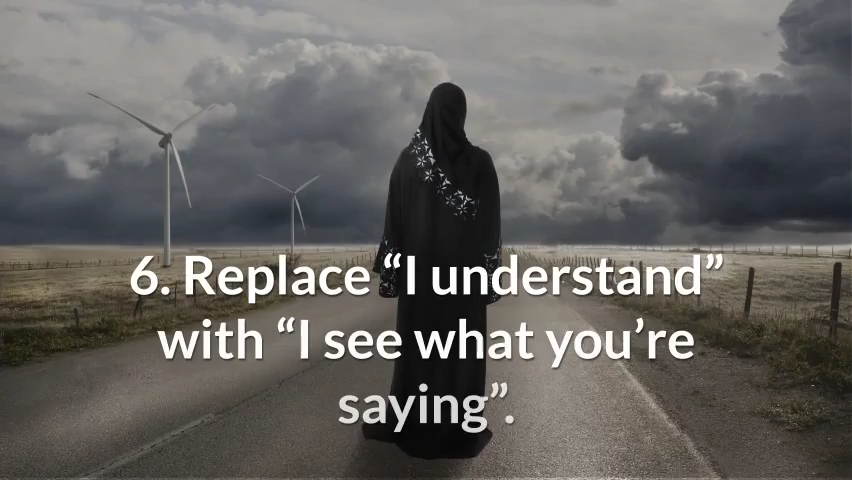 6. Replace “I understand”
with “I see what you’re
saying”.